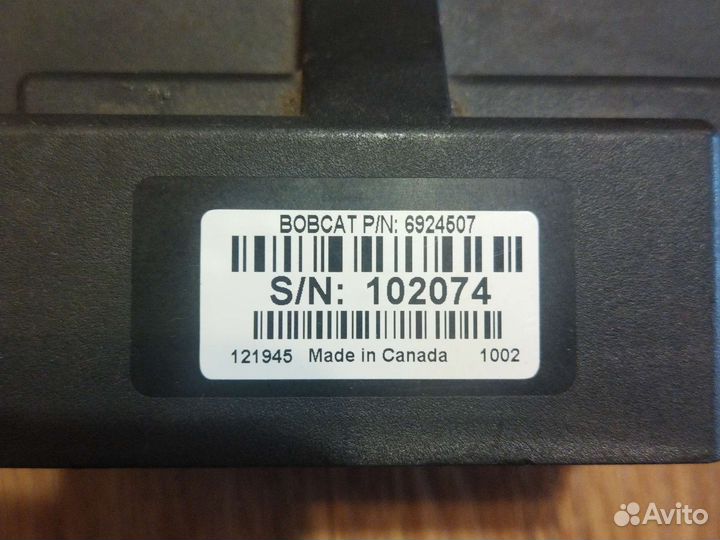 BOBCAT P/N: 6924507
S/N: 102074
121945 Made in Canada 1002
Avito